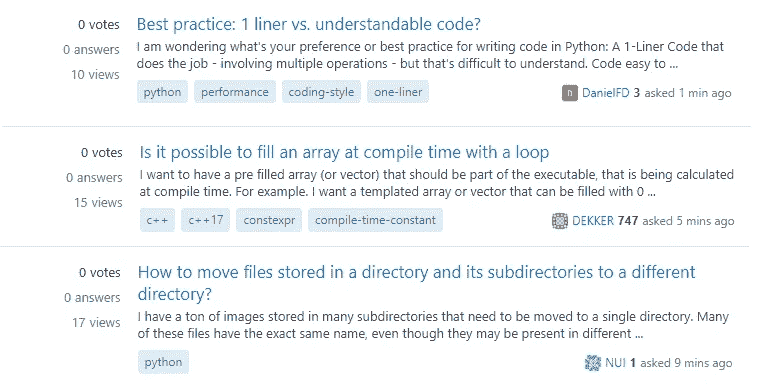 0 votes
Best practice: 1 liner vs. understandable code?
0 answers
I am wondering what's your preference or best practice for writing code in Python: A 1-Liner Code that
does the job - involving multiple operations - but that's difficult to understand. Code easy to ...
10 views
python performance coding-style one-liner
DanielFD 3 asked 1 min ago
0 votes
Is it possible to fill an array at compile time with a loop
0 answers
I want to have a pre filled array (or vector) that should be part of the executable, that is being calculated
at compile time. For example. I want a templated array or vector that can be filled with 0 ...
15 views
c++ c++17 constexpr compile-time-constant
DEKKER 747 asked 5 mins ago
0 votes
How to move files stored in a directory and its subdirectories to a different
directory?
0 answers
I have a ton of images stored in many subdirectories that need to be moved to a single directory. Many
of these files have the exact same name, even though they may be present in different ...
17 views
python
NUI 1 asked 9 mins ago